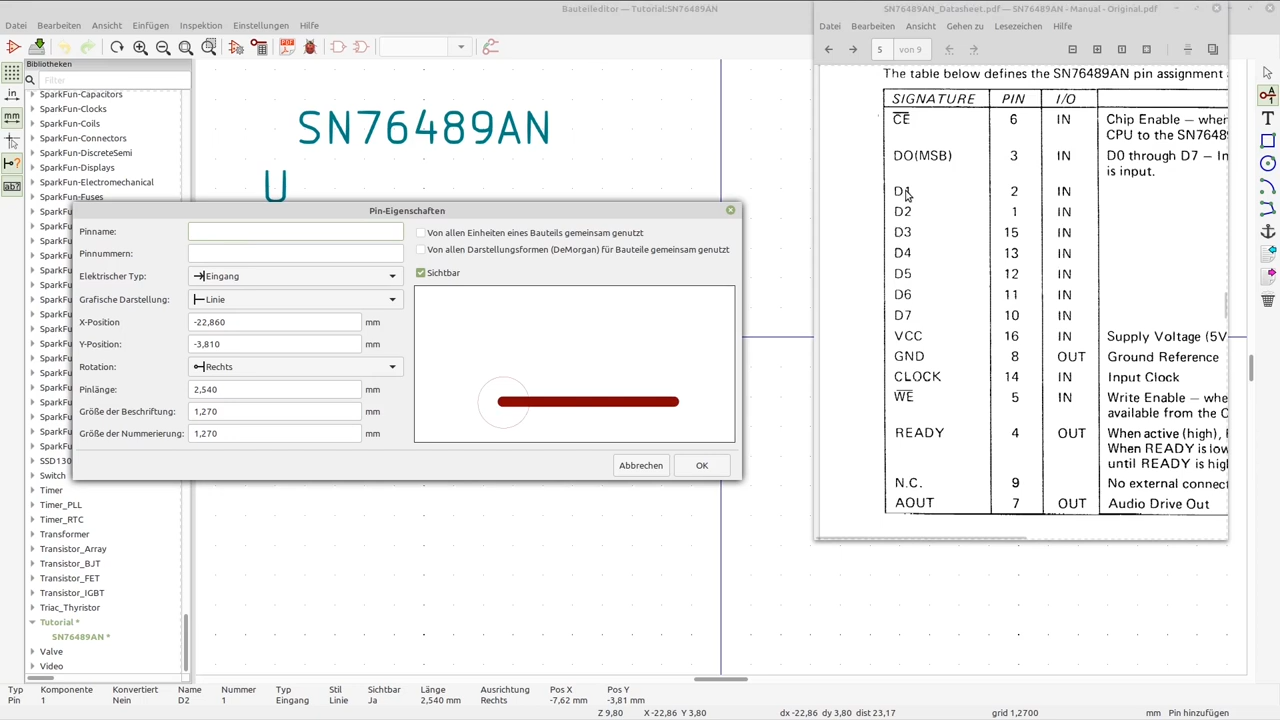 Bauteileditor — Tutorial:SN76489AN
Datei Bearbeiten Ansicht Einfügen Inspektion Einstellungen Hilfe
Bibliotheken
Filter
SparkFun-Capacitors
SparkFun-Clocks
SparkFun-Coils
SparkFun-Connectors
SparkFun-DiscreteSemi
SparkFun-Displays
SparkFun-Electromechanical
SparkFun-Fuses
SSD130
Switch
Timer
Timer_PLL
Timer_RTC
Transformer
Transistor_Array
Transistor_BJT
Transistor_FET
Transistor_IGBT
Triac_Thyristor
Tutorial *
SN76489AN *
Valve
Video
SN76489AN
U
Pin-Eigenschaften
Pinname:
Pinnummern:
Elektrischer Typ: Eingang
Grafische Darstellung: Linie
X-Position -22,860 mm
Y-Position: -3,810 mm
Rotation: Rechts
Pinlänge: 2,540 mm
Größe der Beschriftung: 1,270 mm
Größe der Nummerierung: 1,270 mm
Von allen Einheiten eines Bauteils gemeinsam genutzt
Von allen Darstellungsformen (DeMorgan) für Bauteile gemeinsam genutzt
Sichtbar
Abbrechen OK
SN76489AN_Datasheet.pdf — SN76489AN - Manual - Original.pdf
Datei Bearbeiten Ansicht Gehen zu Lesezeichen Hilfe
5 von 9
The table below defines the SN76489AN pin assignment
SIGNATURE PIN I/O
CE 6 IN Chip Enable — when
CPU to the SN7648
DO(MSB) 3 IN D0 through D7 — In
is input.
D1 2 IN
D2 1 IN
D3 15 IN
D4 13 IN
D5 12 IN
D6 11 IN
D7 10 IN
VCC 16 IN Supply Voltage (5V
GND 8 OUT Ground Reference
CLOCK 14 IN Input Clock
WE 5 IN Write Enable — whe
available from the C
READY 4 OUT When active (high),
When READY is low
until READY is high
N.C. 9 No external connec
AOUT 7 OUT Audio Drive Out
Typ Komponente Konvertiert Name Nummer Typ Stil Sichtbar Länge Ausrichtung Pos X Pos Y
Pin 1 Nein D2 1 Eingang Linie Ja 2,540 mm Rechts -7,62 mm -3,81 mm
Z 9,80 X -22,86 Y 3,80 dx -22,86 dy 3,80 dist 23,17 grid 1,2700 mm Pin hinzufügen